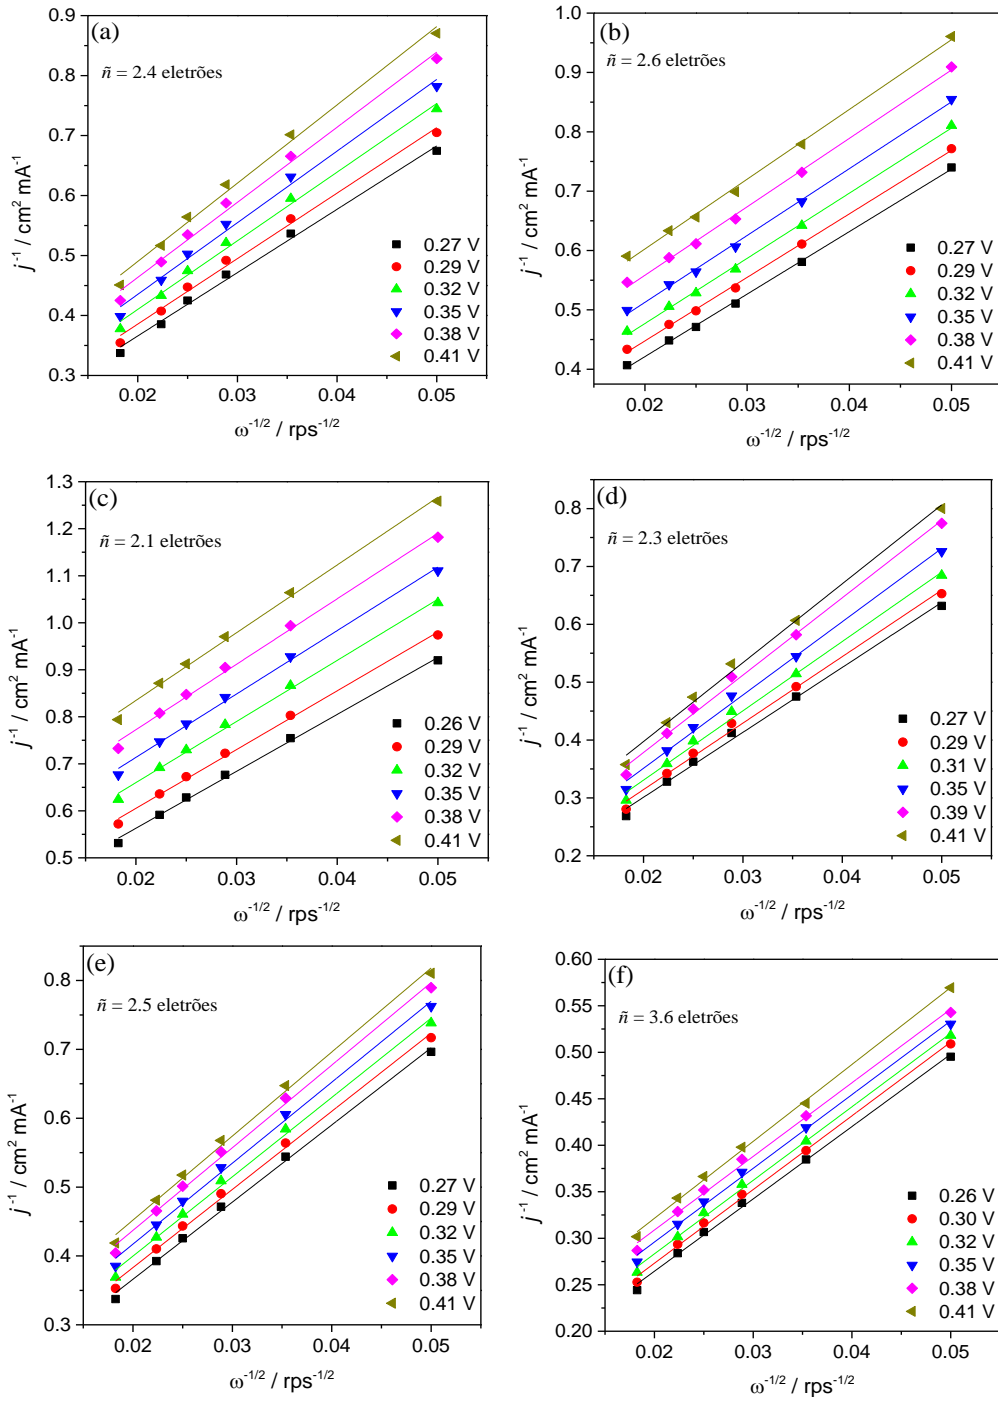 (a)
ñ = 2.4 eletrões
0.9
0.8
0.7
0.6
0.5
0.4
0.3
j⁻¹ / cm² mA⁻¹
0.27 V
0.29 V
0.32 V
0.35 V
0.38 V
0.41 V
0.02 0.03 0.04 0.05
ω⁻¹/² / rps⁻¹/²
(b)
ñ = 2.6 eletrões
1.0
0.9
0.8
0.7
0.6
0.5
0.4
j⁻¹ / cm² mA⁻¹
0.27 V
0.29 V
0.32 V
0.35 V
0.38 V
0.41 V
0.02 0.03 0.04 0.05
ω⁻¹/² / rps⁻¹/²
(c)
ñ = 2.1 eletrões
1.3
1.2
1.1
1.0
0.9
0.8
0.7
0.6
0.5
j⁻¹ / cm² mA⁻¹
0.26 V
0.29 V
0.32 V
0.35 V
0.38 V
0.41 V
0.02 0.03 0.04 0.05
ω⁻¹/² / rps⁻¹/²
(d)
ñ = 2.3 eletrões
0.8
0.7
0.6
0.5
0.4
0.3
0.2
j⁻¹ / cm² mA⁻¹
0.27 V
0.29 V
0.31 V
0.35 V
0.39 V
0.41 V
0.02 0.03 0.04 0.05
ω⁻¹/² / rps⁻¹/²
(e)
ñ = 2.5 eletrões
0.8
0.7
0.6
0.5
0.4
0.3
j⁻¹ / cm² mA⁻¹
0.27 V
0.29 V
0.32 V
0.35 V
0.38 V
0.41 V
0.02 0.03 0.04 0.05
ω⁻¹/² / rps⁻¹/²
(f)
ñ = 3.6 eletrões
0.60
0.55
0.50
0.45
0.40
0.35
0.30
0.25
0.20
j⁻¹ / cm² mA⁻¹
0.26 V
0.30 V
0.32 V
0.35 V
0.38 V
0.41 V
0.02 0.03 0.04 0.05
ω⁻¹/² / rps⁻¹/²